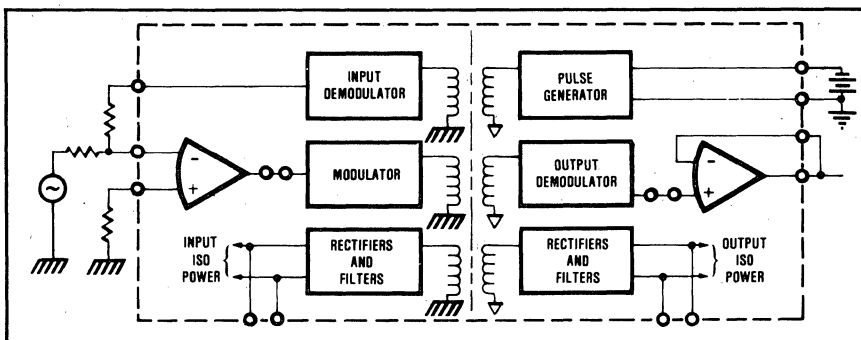 INPUT
DEMODULATOR
PULSE
GENERATOR
MODULATOR
OUTPUT
DEMODULATOR
-
+
-
+
~
INPUT
ISO
POWER
RECTIFIERS
AND
FILTERS
RECTIFIERS
AND
FILTERS
OUTPUT
ISO
POWER